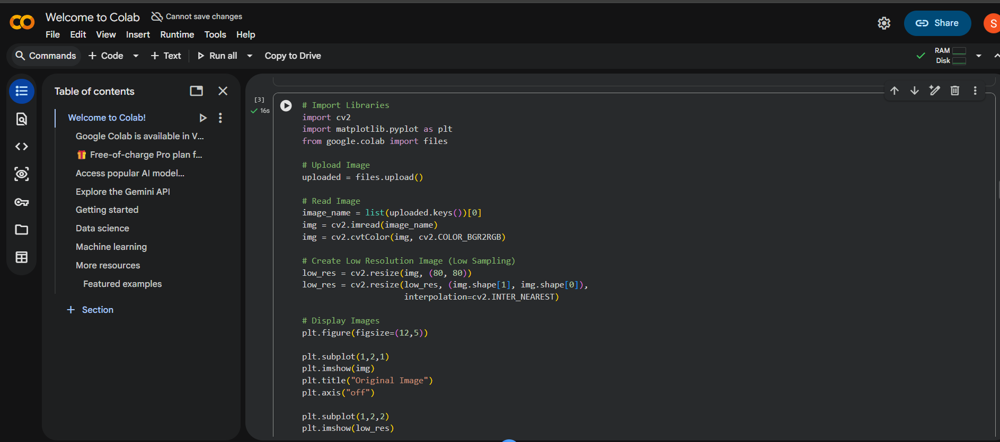 Welcome to Colab
Cannot save changes
File Edit View Insert Runtime Tools Help
Share
S
Commands + Code + Text Run all Copy to Drive
RAM
Disk
Table of contents
Welcome to Colab!
Google Colab is available in V...
🎁 Free-of-charge Pro plan f...
Access popular AI model...
Explore the Gemini API
Getting started
Data science
Machine learning
More resources
Featured examples
+ Section
[3]
16s
# Import Libraries
import cv2
import matplotlib.pyplot as plt
from google.colab import files

# Upload Image
uploaded = files.upload()

# Read Image
image_name = list(uploaded.keys())[0]
img = cv2.imread(image_name)
img = cv2.cvtColor(img, cv2.COLOR_BGR2RGB)

# Create Low Resolution Image (Low Sampling)
low_res = cv2.resize(img, (80, 80))
low_res = cv2.resize(low_res, (img.shape[1], img.shape[0]),
                     interpolation=cv2.INTER_NEAREST)

# Display Images
plt.figure(figsize=(12,5))

plt.subplot(1,2,1)
plt.imshow(img)
plt.title("Original Image")
plt.axis("off")

plt.subplot(1,2,2)
plt.imshow(low_res)